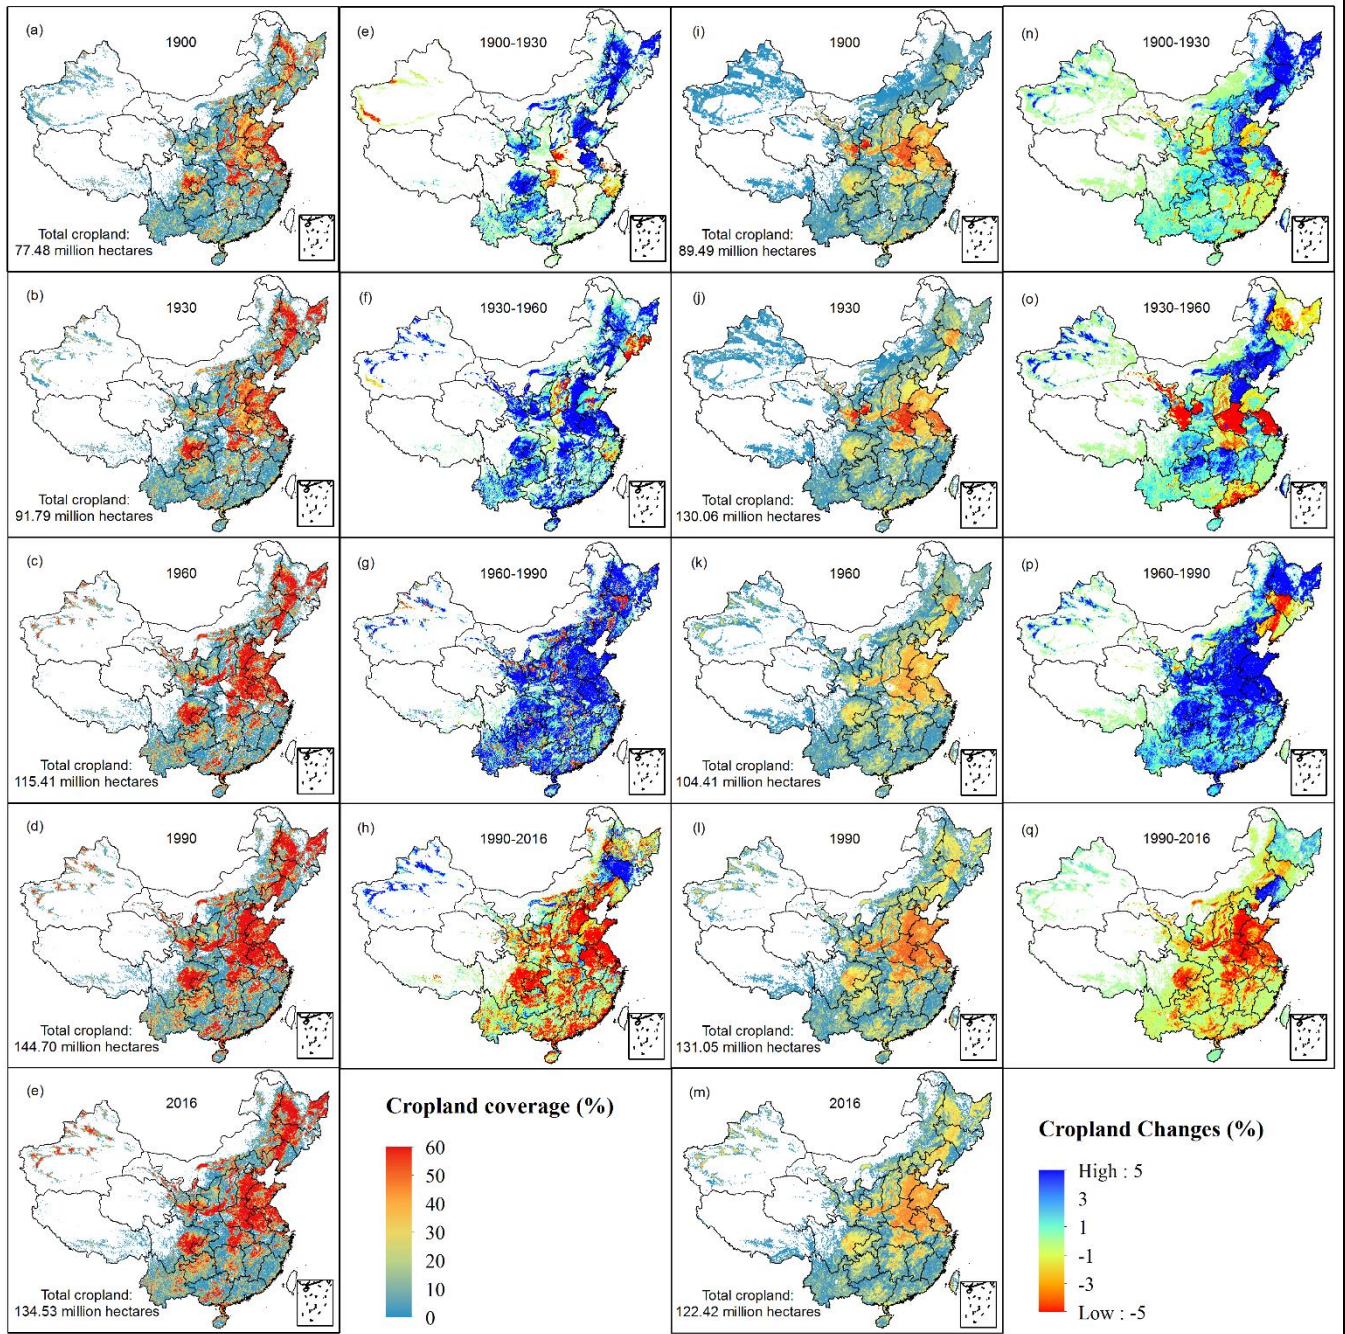 (a)
1900
Total cropland:
77.48 million hectares
(e)
1900-1930
(i)
1900
Total cropland:
89.49 million hectares
(n)
1900-1930
(b)
1930
Total cropland:
91.79 million hectares
(f)
1930-1960
(j)
1930
Total cropland:
130.06 million hectares
(o)
1930-1960
(c)
1960
Total cropland:
115.41 million hectares
(g)
1960-1990
(k)
1960
Total cropland:
104.41 million hectares
(p)
1960-1990
(d)
1990
Total cropland:
144.70 million hectares
(h)
1990-2016
(l)
1990
Total cropland:
131.05 million hectares
(q)
1990-2016
(e)
2016
Total cropland:
134.53 million hectares
Cropland coverage (%)
60
50
40
30
20
10
0
(m)
2016
Total cropland:
122.42 million hectares
Cropland Changes (%)
High : 5
3
1
-1
-3
Low : -5